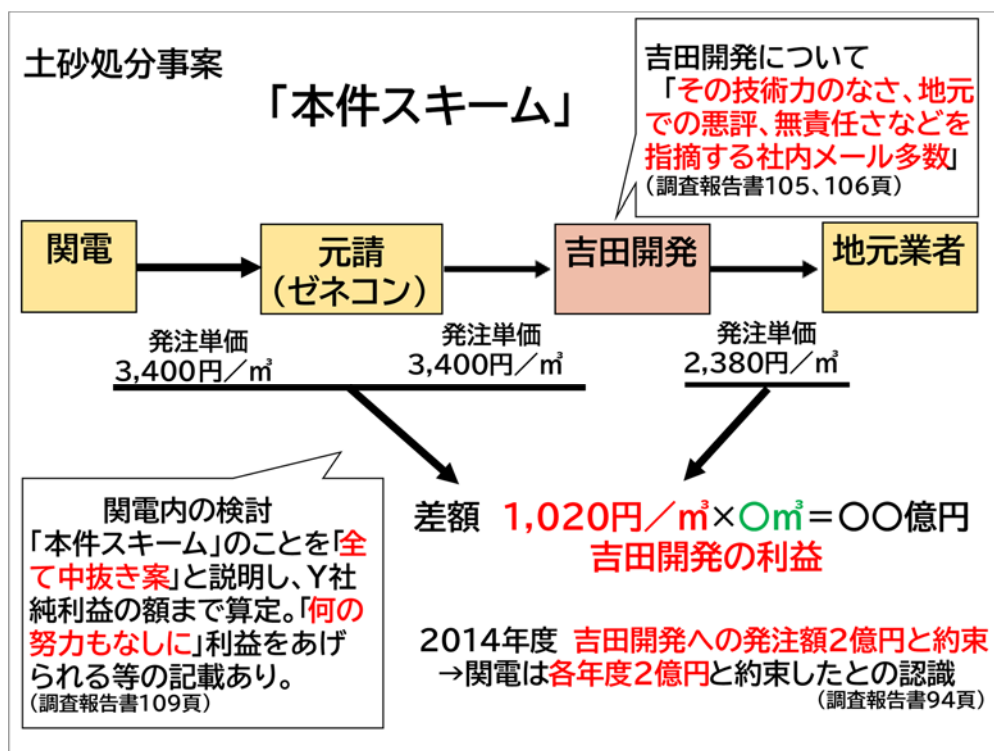 土砂処分事案
「本件スキーム」
吉田開発について
「その技術力のなさ、地元
での悪評、無責任さなどを
指摘する社内メール多数」
（調査報告書105、106頁）
関電
元請
（ゼネコン）
吉田開発
地元業者
発注単価
3,400円／㎥
発注単価
3,400円／㎥
発注単価
2,380円／㎥
差額 1,020円／㎥×〇㎥＝〇〇億円
吉田開発の利益
関電内の検討
「本件スキーム」のことを「全
て中抜き案」と説明し、Y社
純利益の額まで算定。「何の
努力もなしに」利益をあげ
られる等の記載あり。
（調査報告書109頁）
2014年度 吉田開発への発注額2億円と約束
→関電は各年度2億円と約束したとの認識
（調査報告書94頁）